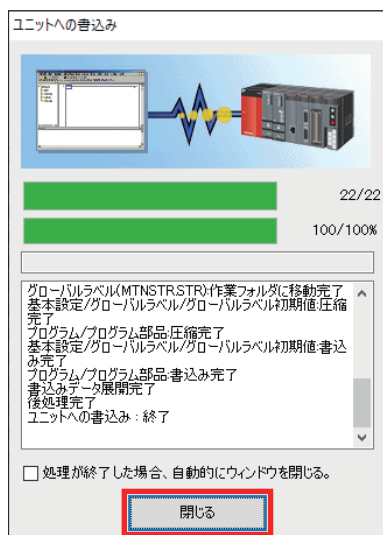 ユニットへの書込み
22/22
100/100%
グローバルラベル(MTNSTR.STR):作業フォルダに移動完了
基本設定/グローバルラベル/グローバルラベル初期値:圧縮
完了
プログラム/プログラム部品:圧縮完了
基本設定/グローバルラベル/グローバルラベル初期値:書込
み完了
プログラム/プログラム部品:書込み完了
書込みデータ展開完了
後処理完了
ユニットへの書込み : 終了
処理が終了した場合、自動的にウィンドウを閉じる。
閉じる